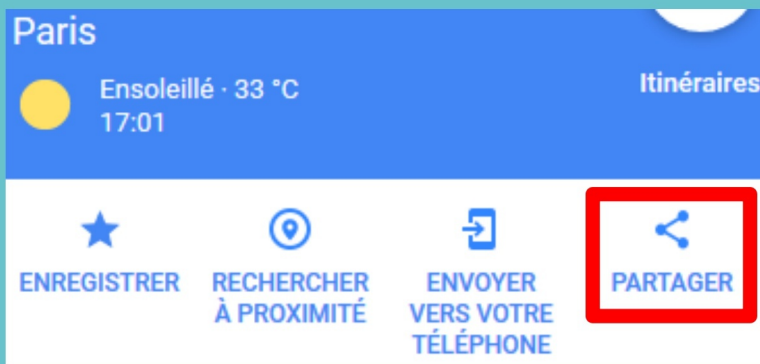 Paris
Ensoleillé · 33 °C
17:01
Itinéraires
ENREGISTRER
RECHERCHER
À PROXIMITÉ
ENVOYER
VERS VOTRE
TÉLÉPHONE
PARTAGER